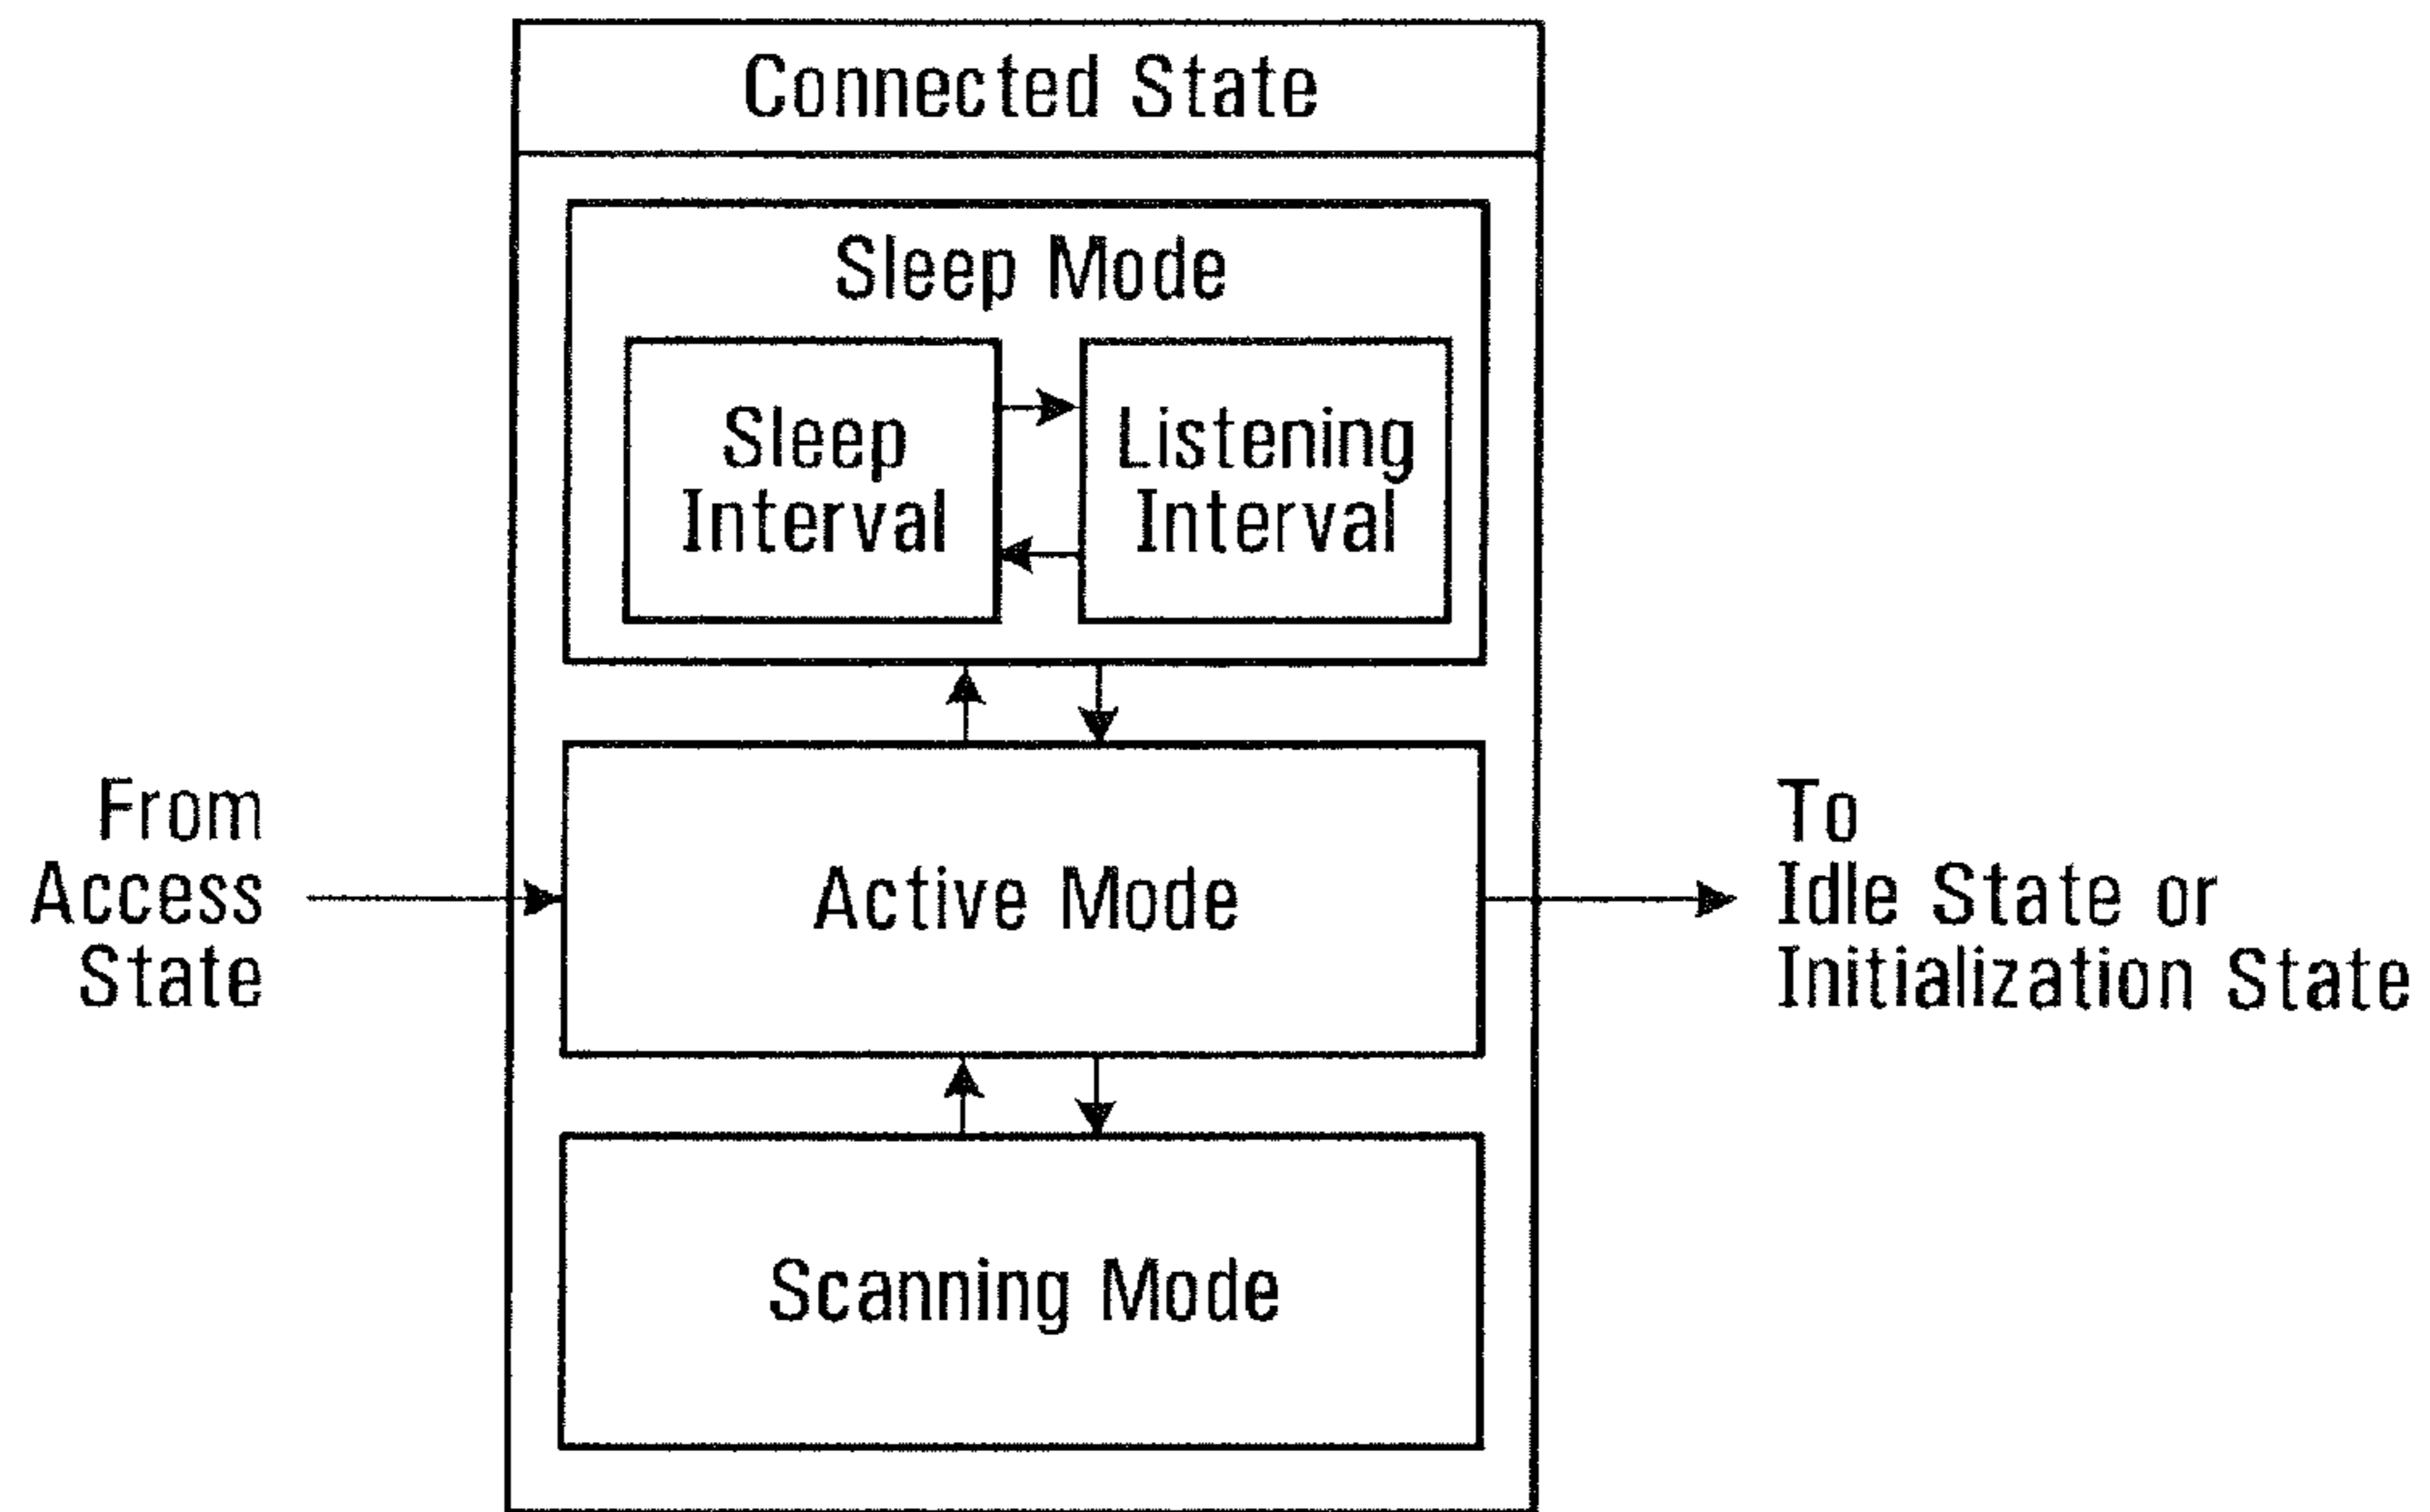 Connected State
Sleep Mode
Sleep
Interval
Listening
Interval
From
Access
State
Active Mode
To
Idle State or
Initialization State
Scanning Mode